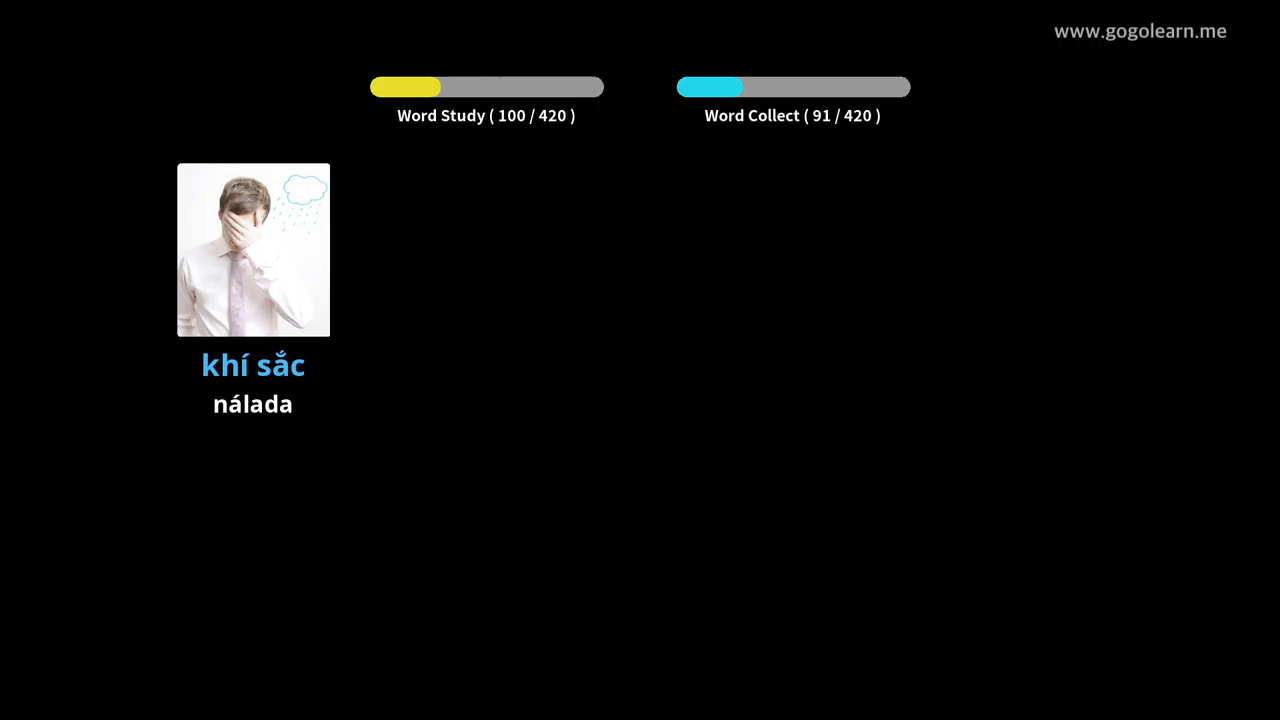 www.gogolearn.me
Word Study ( 100 / 420 )
Word Collect ( 91 / 420 )
khí sắc
nálada